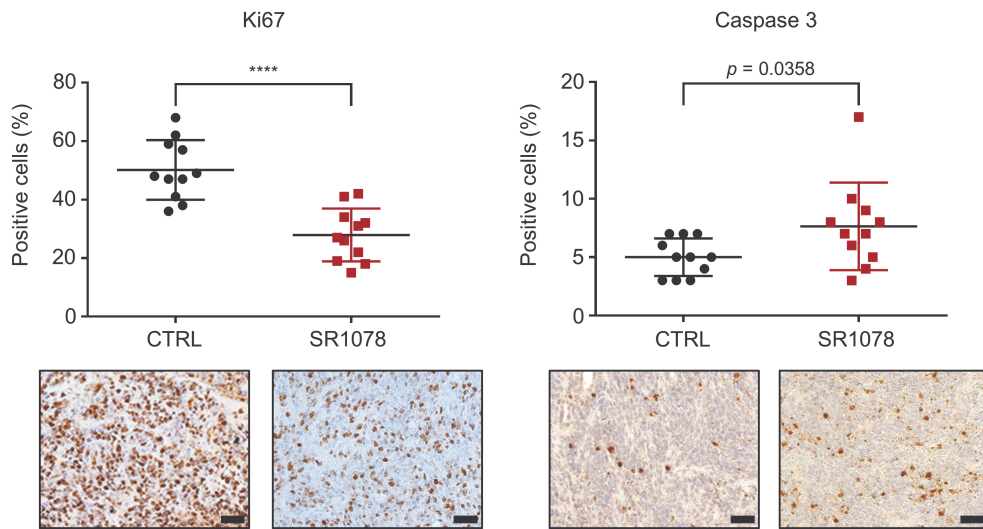 Ki67
****
Positive cells (%)
80
60
40
20
0
CTRL
SR1078
Caspase 3
p = 0.0358
Positive cells (%)
20
15
10
5
0
CTRL
SR1078